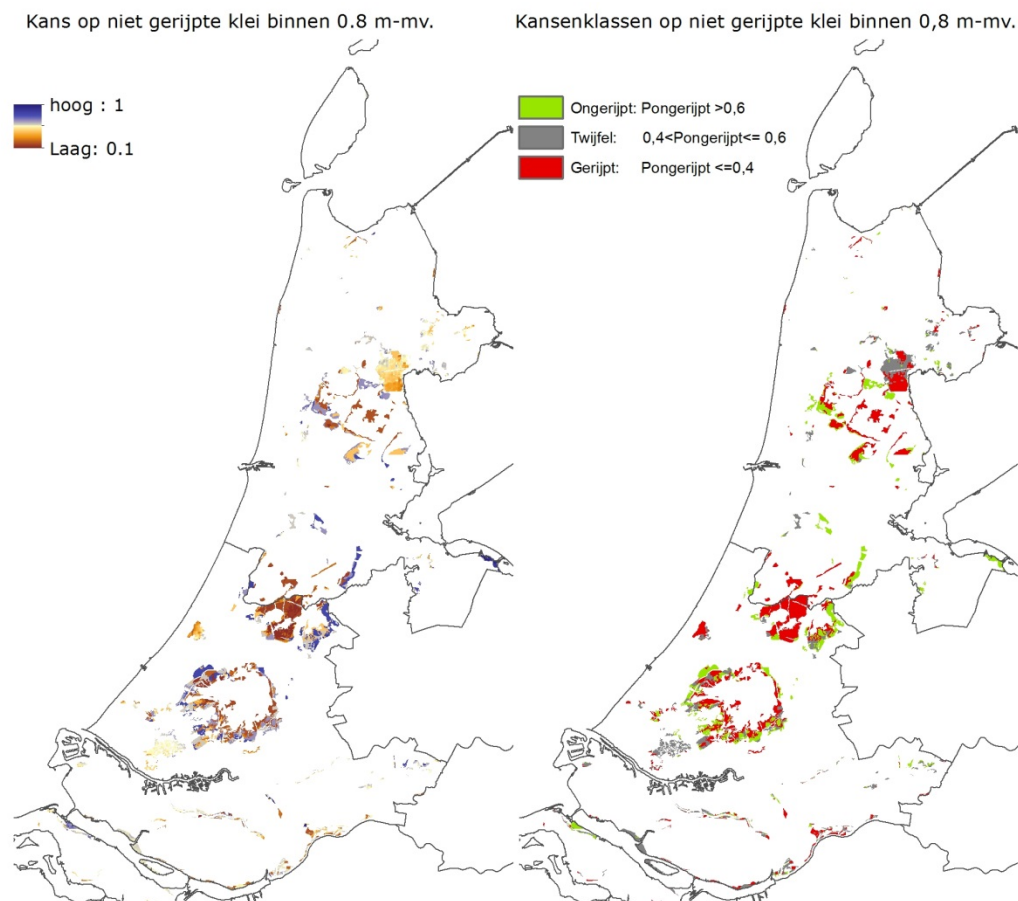 Kans op niet gerijpte klei binnen 0.8 m-mv.
hoog : 1
Laag: 0.1
Kansenklassen op niet gerijpte klei binnen 0,8 m-mv.
Ongerijpt: Pongerijpt >0,6
Twijfel: 0,4<Pongerijpt<= 0,6
Gerijpt: Pongerijpt <=0,4